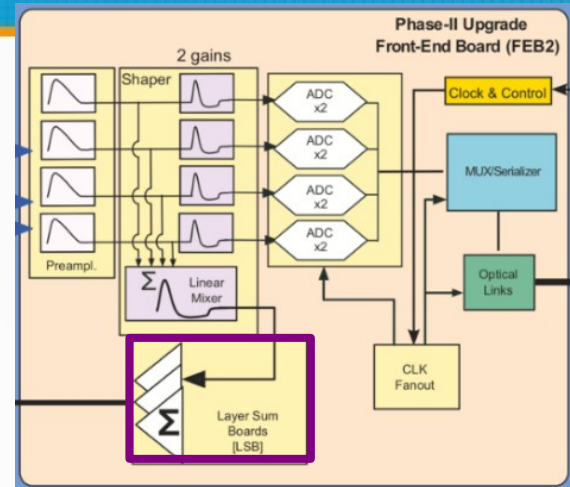 Phase-II Upgrade
Front-End Board (FEB2)
2 gains
Shaper
ADC
x2
ADC
x2
ADC
x2
ADC
x2
Clock & Control
MUX/Serializer
Preampl.
Σ Linear
Mixer
Optical
Links
CLK
Fanout
Σ
Layer Sum
Boards
[LSB]